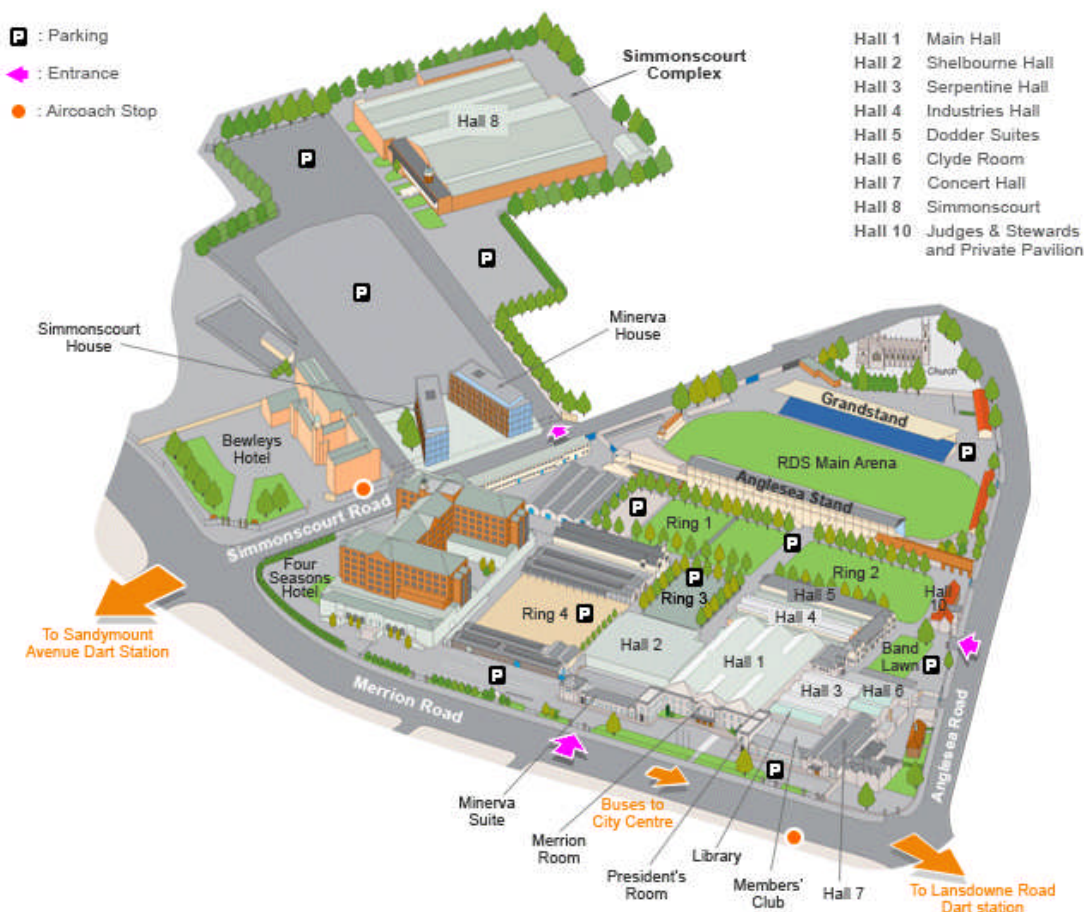 P : Parking
: Entrance
: Aircoach Stop
Simmonscourt
Complex
Hall 1 Main Hall
Hall 2 Shelbourne Hall
Hall 3 Serpentine Hall
Hall 4 Industries Hall
Hall 5 Dodder Suites
Hall 6 Clyde Room
Hall 7 Concert Hall
Hall 8 Simmonscourt
Hall 10 Judges & Stewards
and Private Pavilion
Hall 8
P
P
P
Simmonscourt
House
Minerva
House
Church
Grandstand
P
RDS Main Arena
Anglesea Stand
Bewleys
Hotel
Simmonscourt Road
P
Ring 1
P
Ring 2
Four
Seasons
Hotel
P
Ring 3
Hall 5
Hall 4
Hall
10
Ring 4
P
Hall 2
Hall 1
Band
Lawn
P
Hall 3
Hall 6
To Sandymount
Avenue Dart Station
Merrion Road
P
Anglesea Road
P
Minerva
Suite
Buses to
City Centre
Merrion
Room
President's
Room
Library
Members'
Club
Hall 7
To Lansdowne Road
Dart station